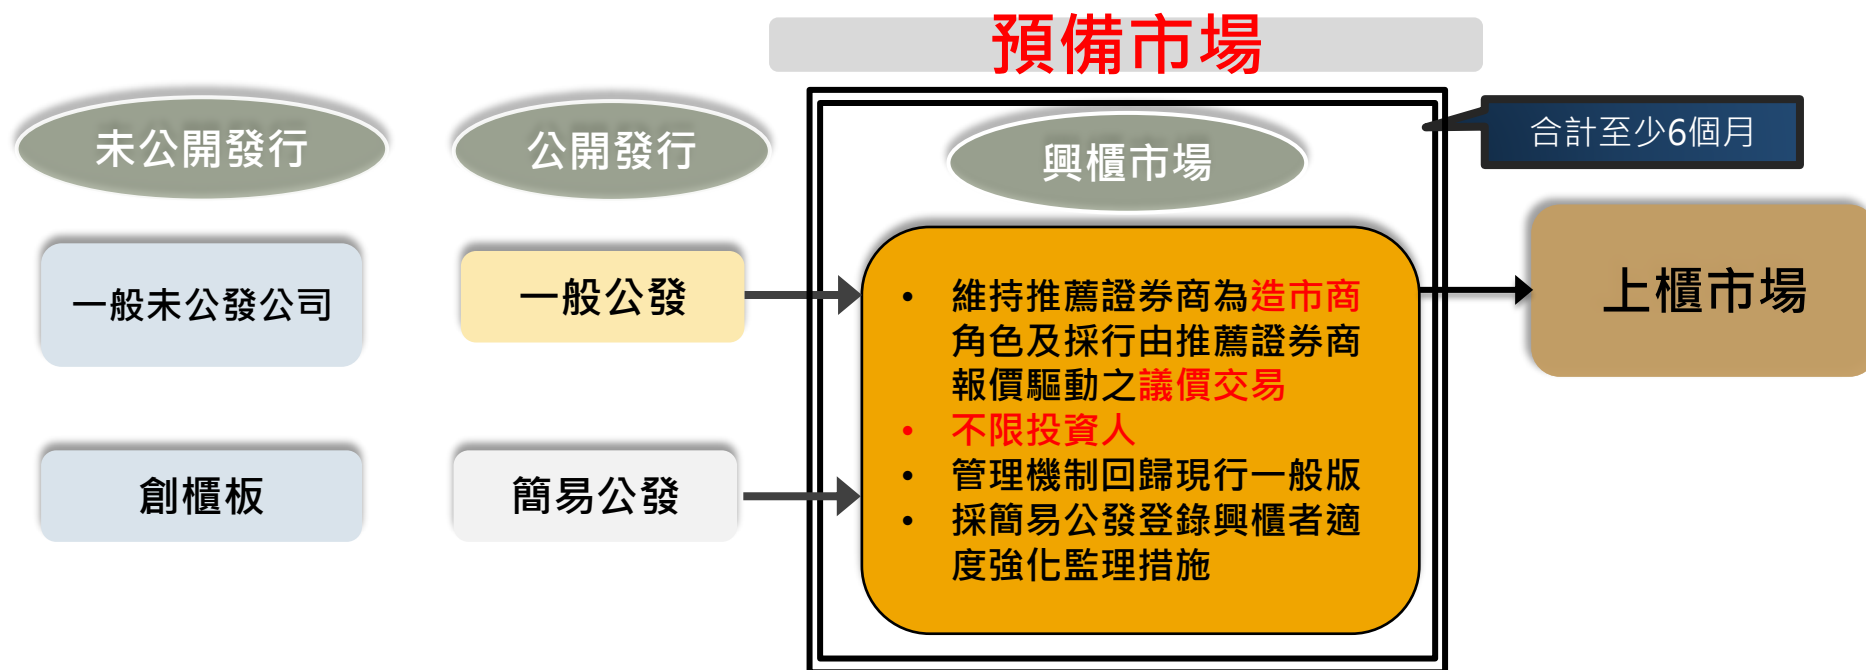 預備市場
未公開發行
公開發行
興櫃市場
合計至少6個月
一般未公發公司
一般公發
• 維持推薦證券商為造市商
角色及採行由推薦證券商
報價驅動之議價交易
• 不限投資人
• 管理機制回歸現行一般版
• 採簡易公發登錄興櫃者適
度強化監理措施
上櫃市場
創櫃板
簡易公發